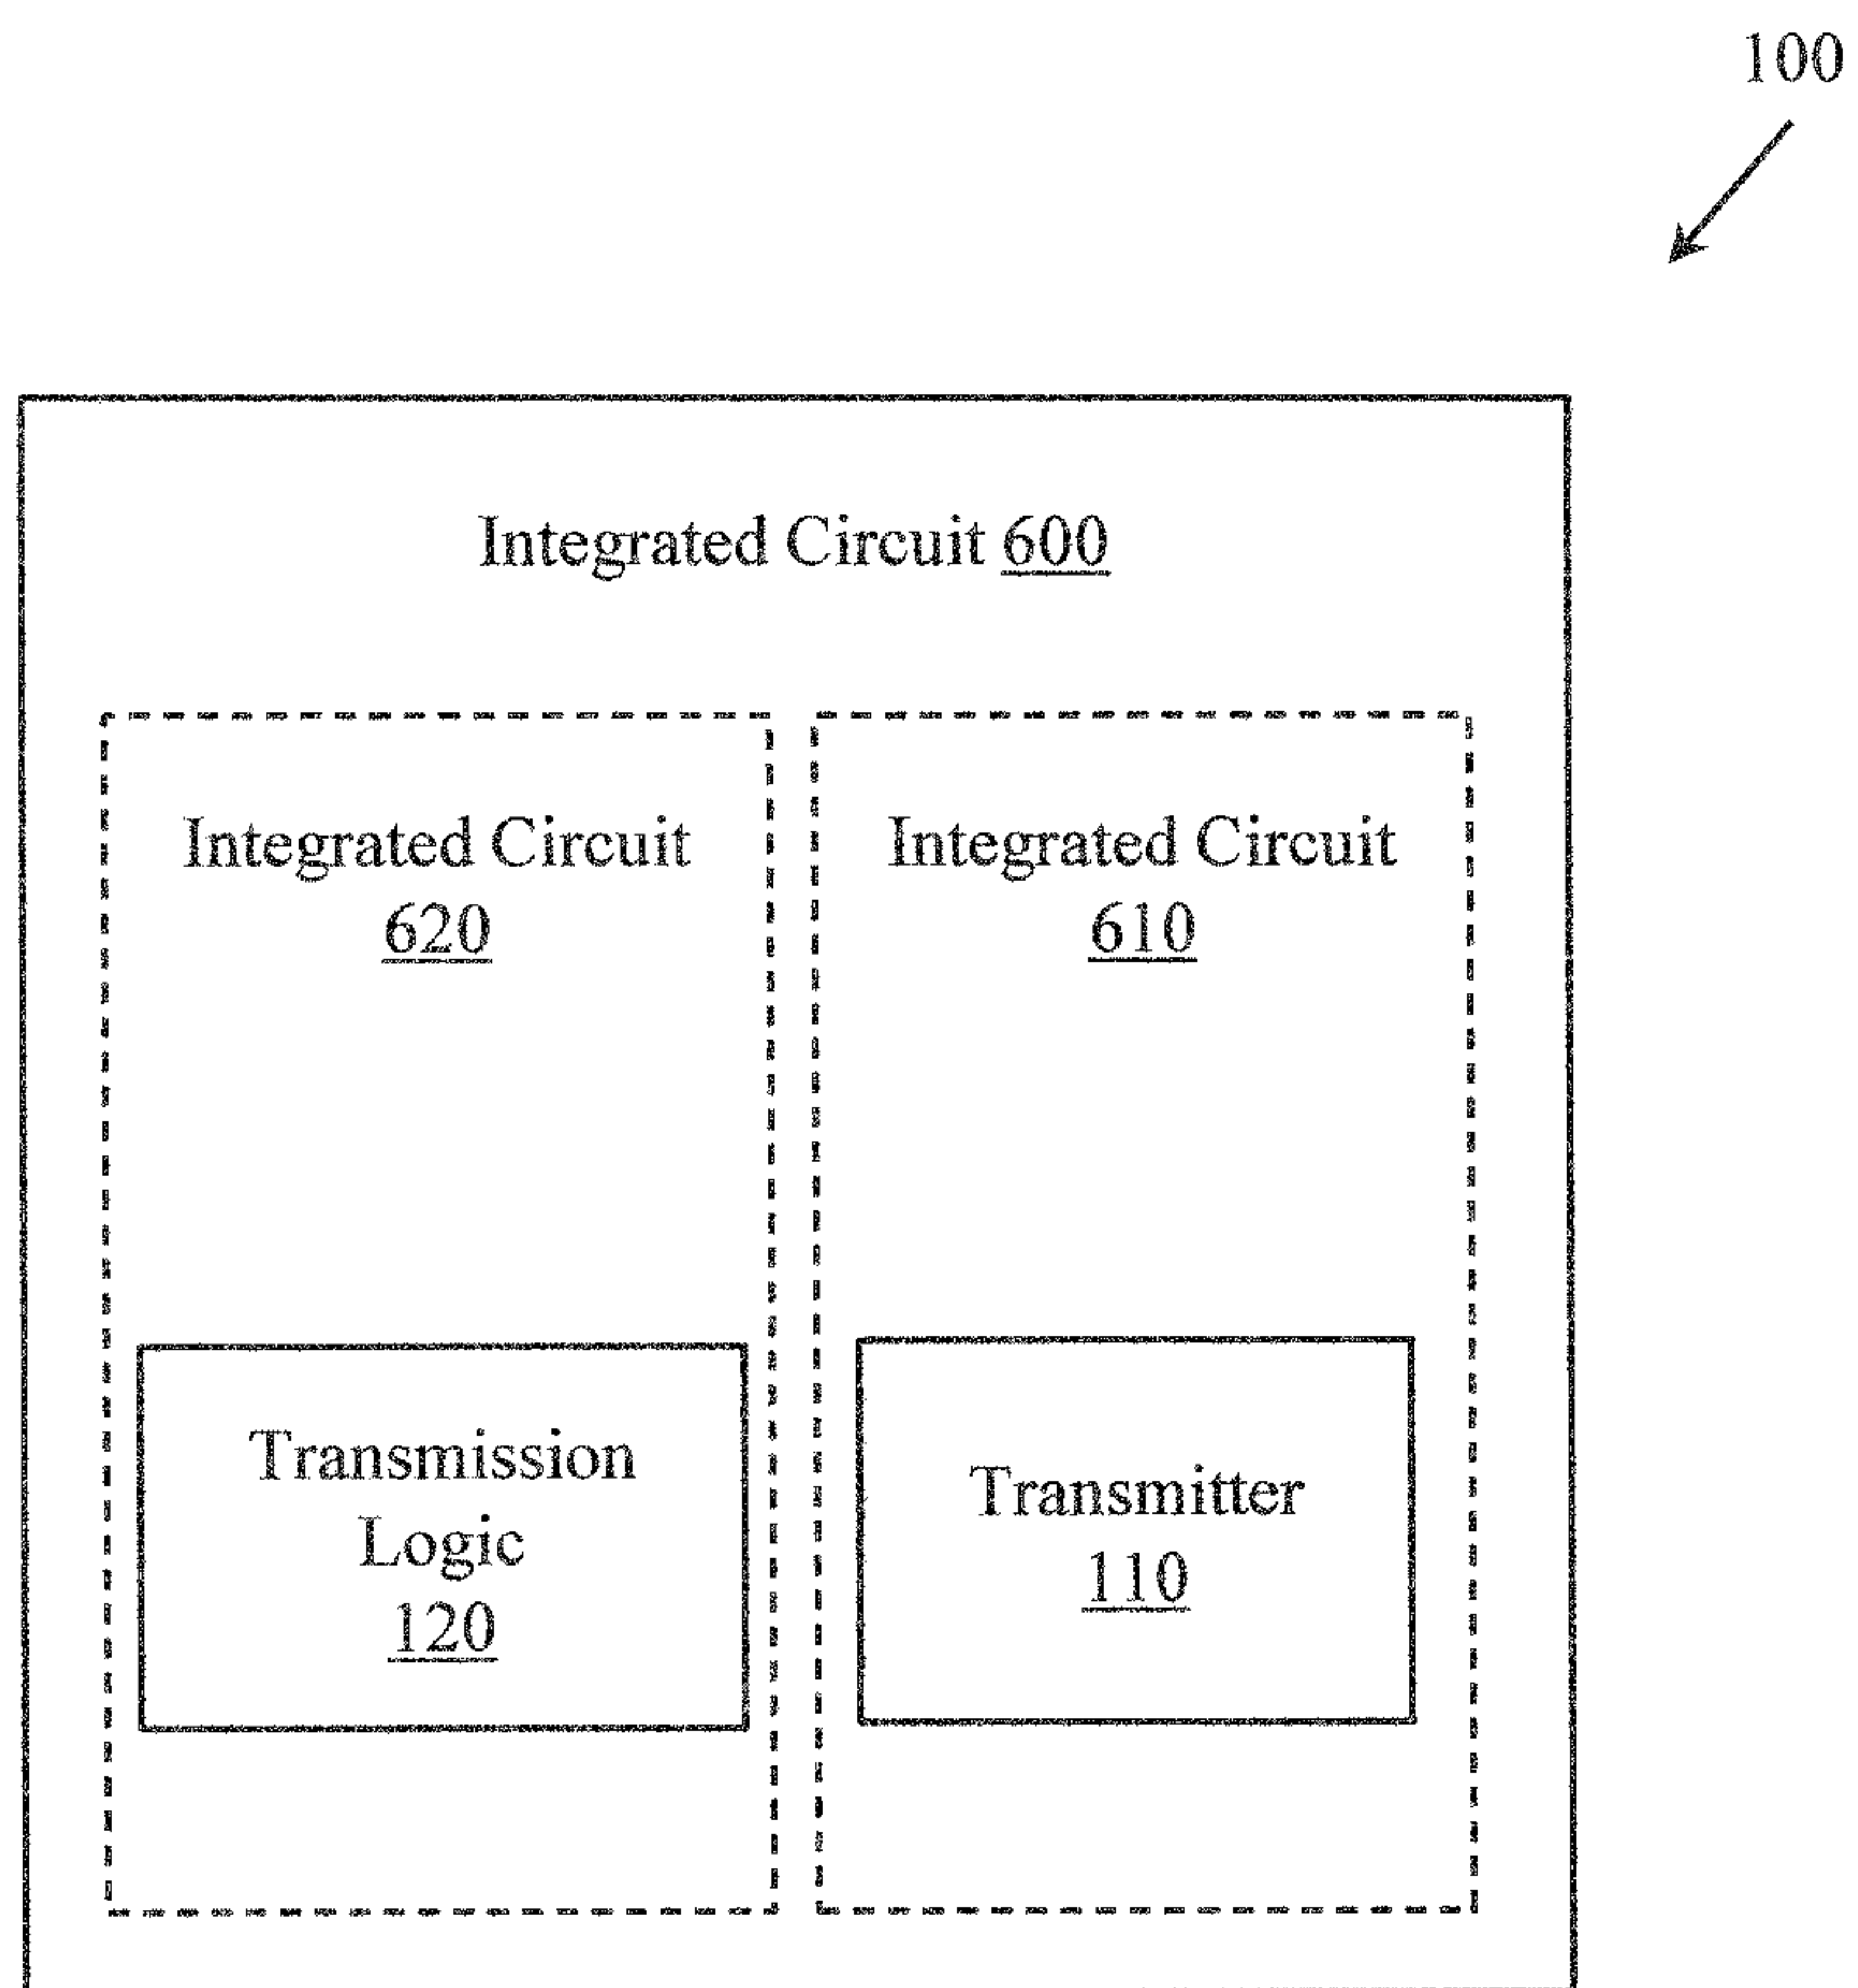 100
Integrated Circuit 600
Integrated Circuit
620
Integrated Circuit
610
Transmission
Logic
120
Transmitter
110